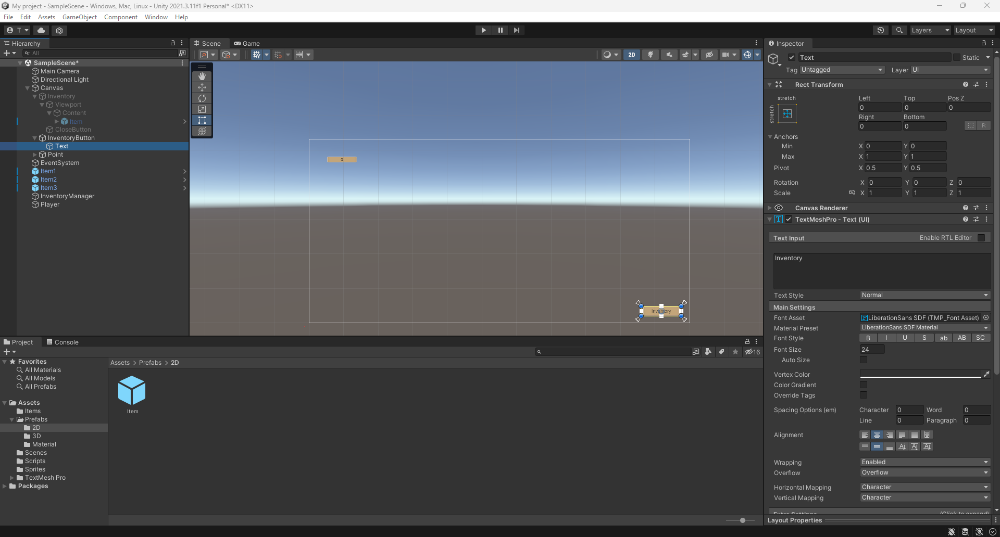 My project - SampleScene - Windows, Mac, Linux - Unity 2021.3.11f1 Personal* <DX11>
File Edit Assets GameObject Component Window Help
T Layers Layout
Hierarchy
All
SampleScene*
Main Camera
Directional Light
Canvas
Inventory
Viewport
Content
Item
CloseButton
InventoryButton
Text
Point
EventSystem
Item1
Item2
Item3
InventoryManager
Player
Scene Game
2D
0
Inventory
Project Console
16
Favorites
All Materials
All Models
All Prefabs
Assets
Items
Prefabs
2D
3D
Material
Scenes
Scripts
Sprites
TextMesh Pro
Packages
Assets > Prefabs > 2D
Item
Inspector
Text Static
Tag Untagged Layer UI
Rect Transform
stretch Left Top Pos Z
stretch
0 0 0
Right Bottom
0 0 R
Anchors
Min X 0 Y 0
Max X 1 Y 1
Pivot X 0.5 Y 0.5
Rotation X 0 Y 0 Z 0
Scale X 1 Y 1 Z 1
Canvas Renderer
TextMeshPro - Text (UI)
Text Input Enable RTL Editor
Inventory
Text Style Normal
Main Settings
Font Asset LiberationSans SDF (TMP_Font Asset)
Material Preset LiberationSans SDF Material
Font Style B I U S ab AB SC
Font Size 24
Auto Size
Vertex Color
Color Gradient
Override Tags
Spacing Options (em) Character 0 Word 0
Line 0 Paragraph 0
Alignment
Wrapping Enabled
Overflow Overflow
Horizontal Mapping Character
Vertical Mapping Character
Extra Settings (Click to expand)
Layout Properties